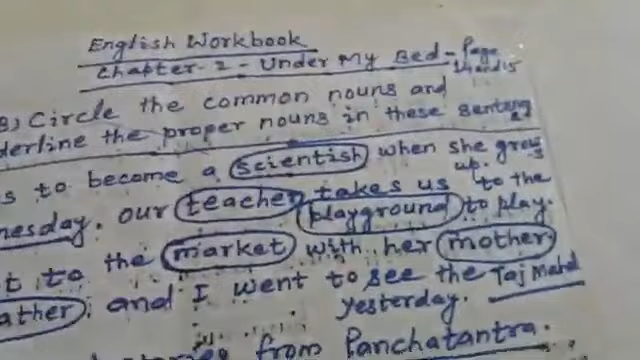 English Workbook
Chapter-2-Under My Bed-Page
B) Circle the common nouns and
derline the proper nouns in these
s to become a scientish when she grows
up.
nesday. our teacher takes us to the
playground to play.
t to the market with her mother
ather; and I went to see the Taj Mahal
yesterday.
from Panchatantra.